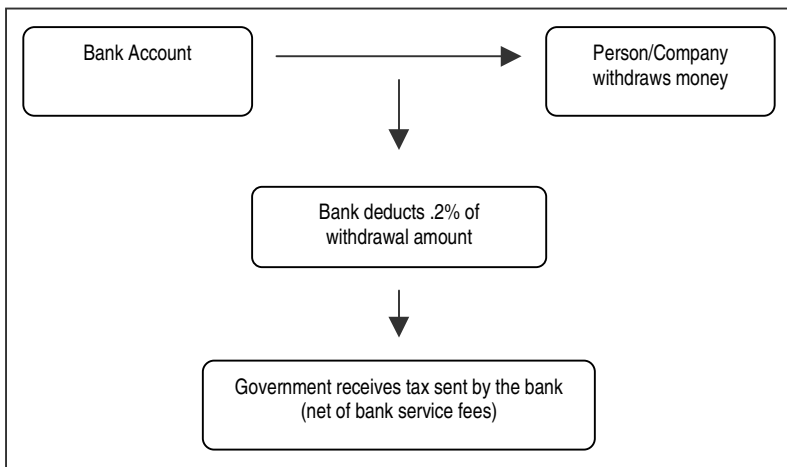 Bank Account
Person/Company
withdraws money
Bank deducts .2% of
withdrawal amount
Government receives tax sent by the bank
(net of bank service fees)